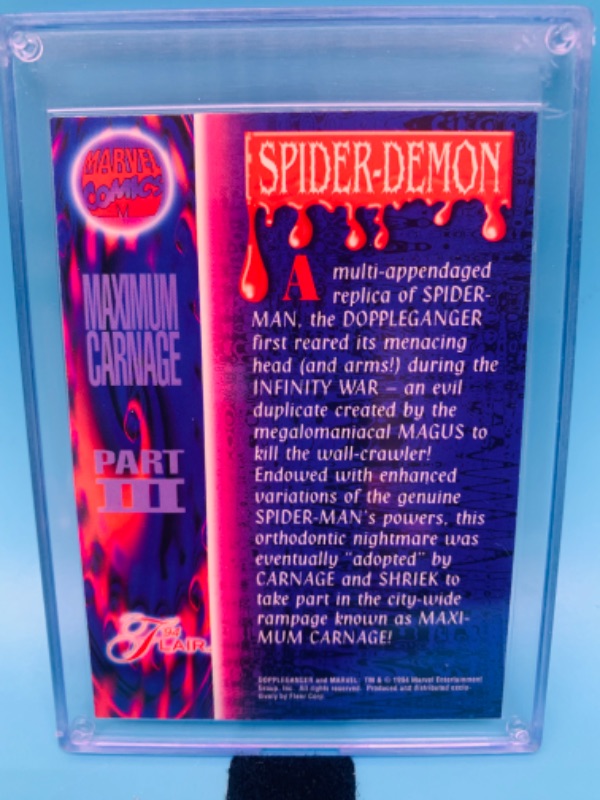 MARVEL
COMICS
MAXIMUM
CARNAGE
PART
III
'94
FLAIR
SPIDER-DEMON
A multi-appendaged
replica of SPIDER-
MAN, the DOPPLEGANGER
first reared its menacing
head (and arms!) during the
INFINITY WAR – an evil
duplicate created by the
megalomaniacal MAGUS to
kill the wall-crawler!
Endowed with enhanced
variations of the genuine
SPIDER-MAN's powers, this
orthodontic nightmare was
eventually "adopted" by
CARNAGE and SHRIEK to
take part in the city-wide
rampage known as MAXI-
MUM CARNAGE!
DOPPLEGANGER and MARVEL: TM & © 1994 Marvel Entertainment
Group, Inc. All rights reserved. Produced and distributed exclu-
sively by Fleer Corp.